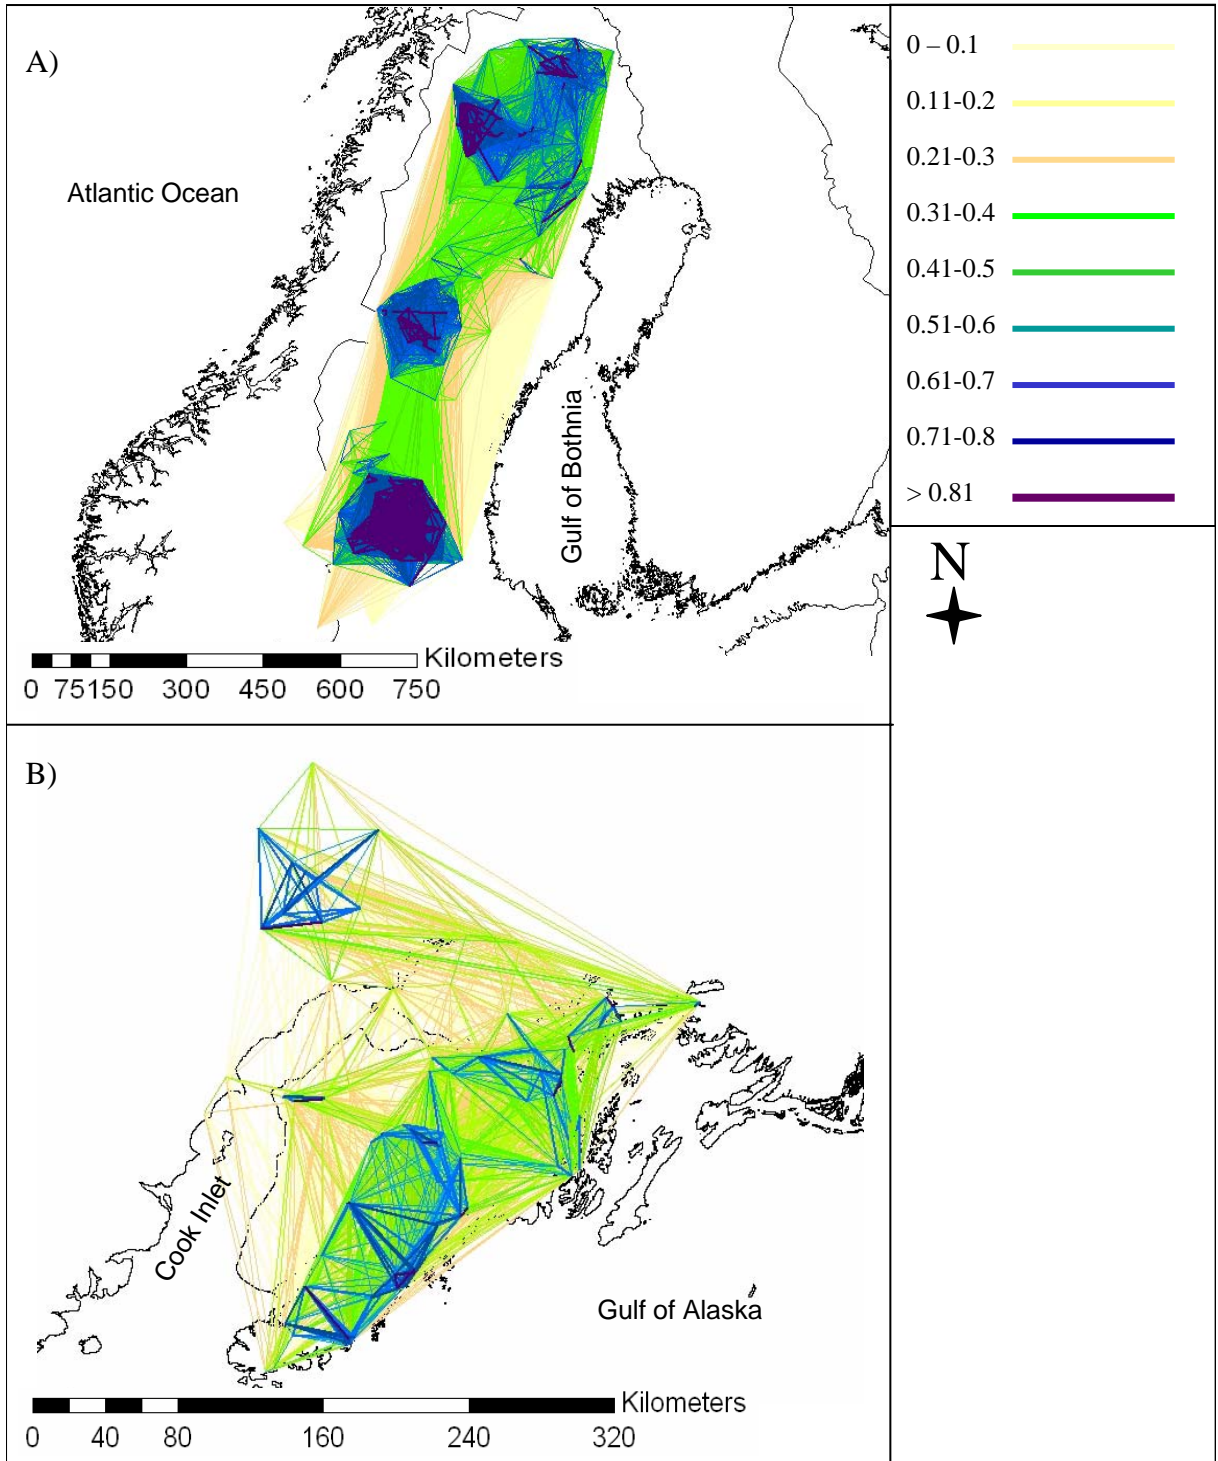 A)
Atlantic Ocean
Gulf of Bothnia
Kilometers
0 75150 300 450 600 750
0 – 0.1
0.11-0.2
0.21-0.3
0.31-0.4
0.41-0.5
0.51-0.6
0.61-0.7
0.71-0.8
> 0.81
N
B)
Cook Inlet
Gulf of Alaska
Kilometers
0 40 80 160 240 320